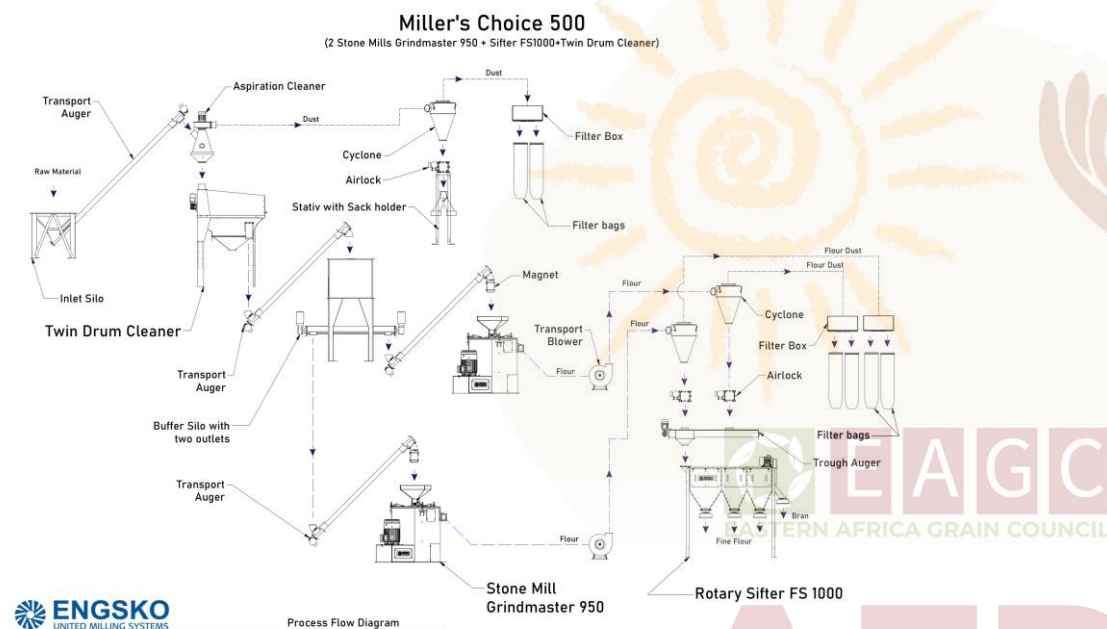 Miller's Choice 500
(2 Stone Mills Grindmaster 950 + Sifter FS1000+Twin Drum Cleaner)
Transport
Auger
Aspiration Cleaner
Dust
Dust
Filter Box
Cyclone
Raw Material
Airlock
Stativ with Sack holder
Filter bags
Inlet Silo
Twin Drum Cleaner
Magnet
Flour Dust
Flour Dust
Flour
Flour
Cyclone
Transport
Blower
Filter Box
Transport
Auger
Flour
Airlock
Buffer Silo with
two outlets
Filter bags
Trough Auger
EAGC
EASTERN AFRICA GRAIN COUNCIL
Transport
Auger
Bran
Fine Flour
Flour
Stone Mill
Grindmaster 950
Rotary Sifter FS 1000
ENGSKO
UNITED MILLING SYSTEMS
Process Flow Diagram